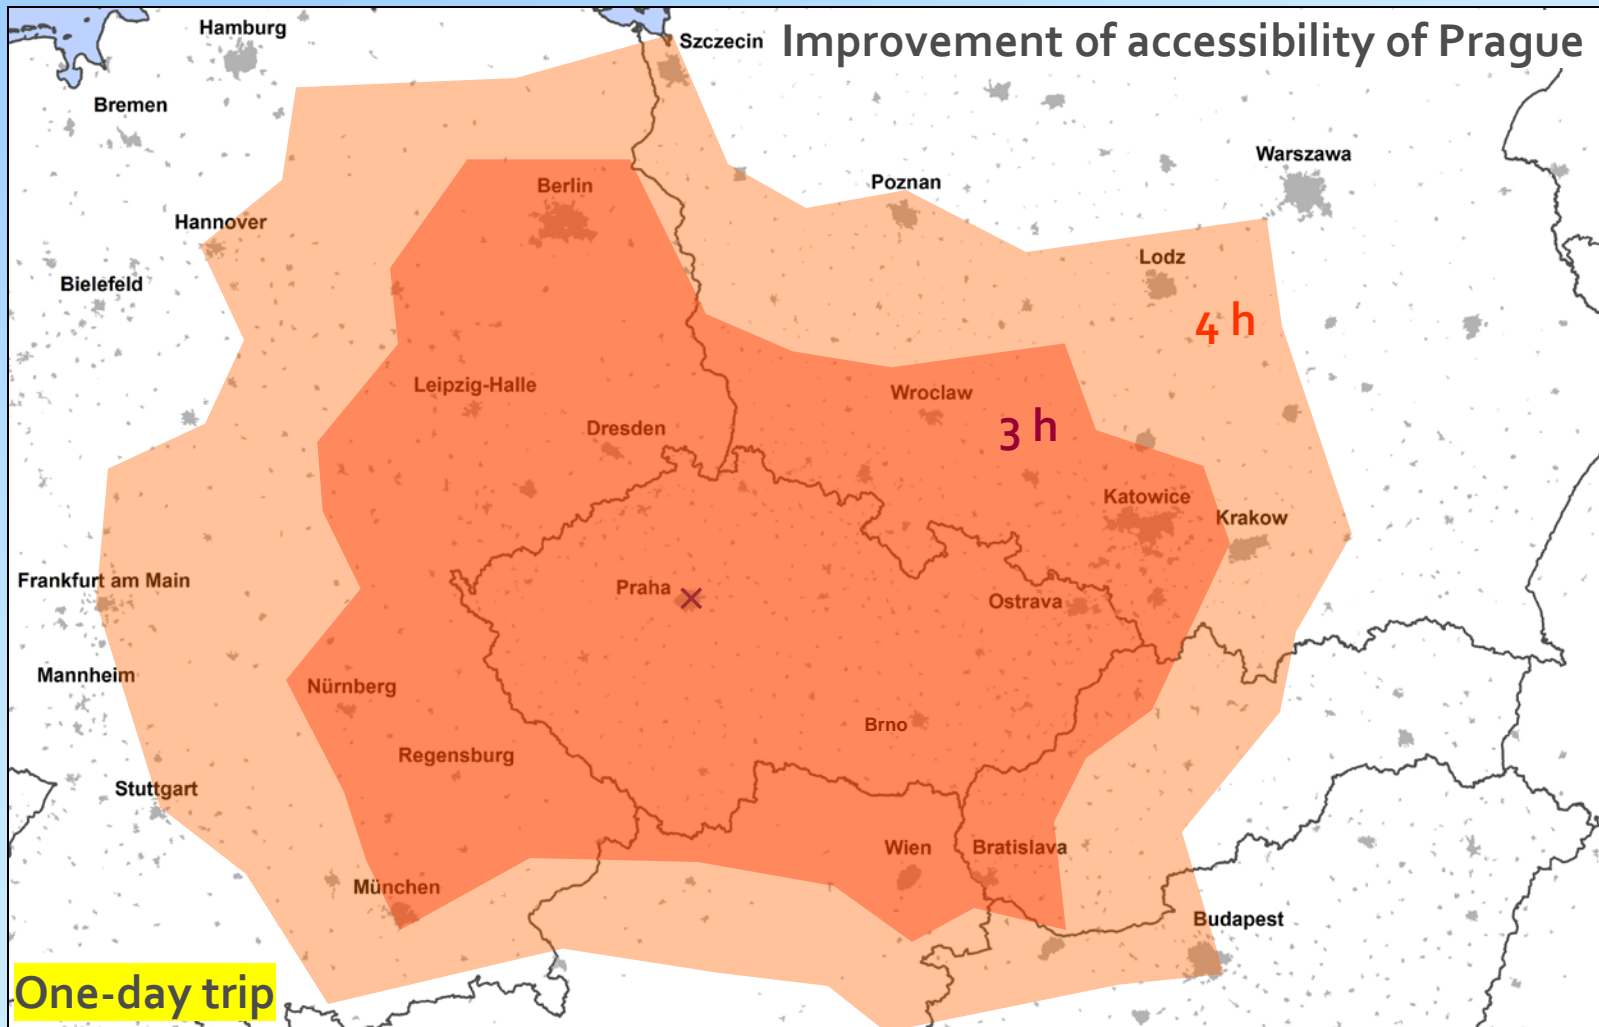 Improvement of accessibility of Prague
Hamburg
Szczecin
Bremen
Warszawa
Poznan
Berlin
Hannover
Lodz
Bielefeld
4 h
Leipzig-Halle
Wroclaw
Dresden
3 h
Katowice
Krakow
Frankfurt am Main
Praha
Ostrava
Mannheim
Nürnberg
Brno
Regensburg
Stuttgart
Wien
Bratislava
München
Budapest
One-day trip